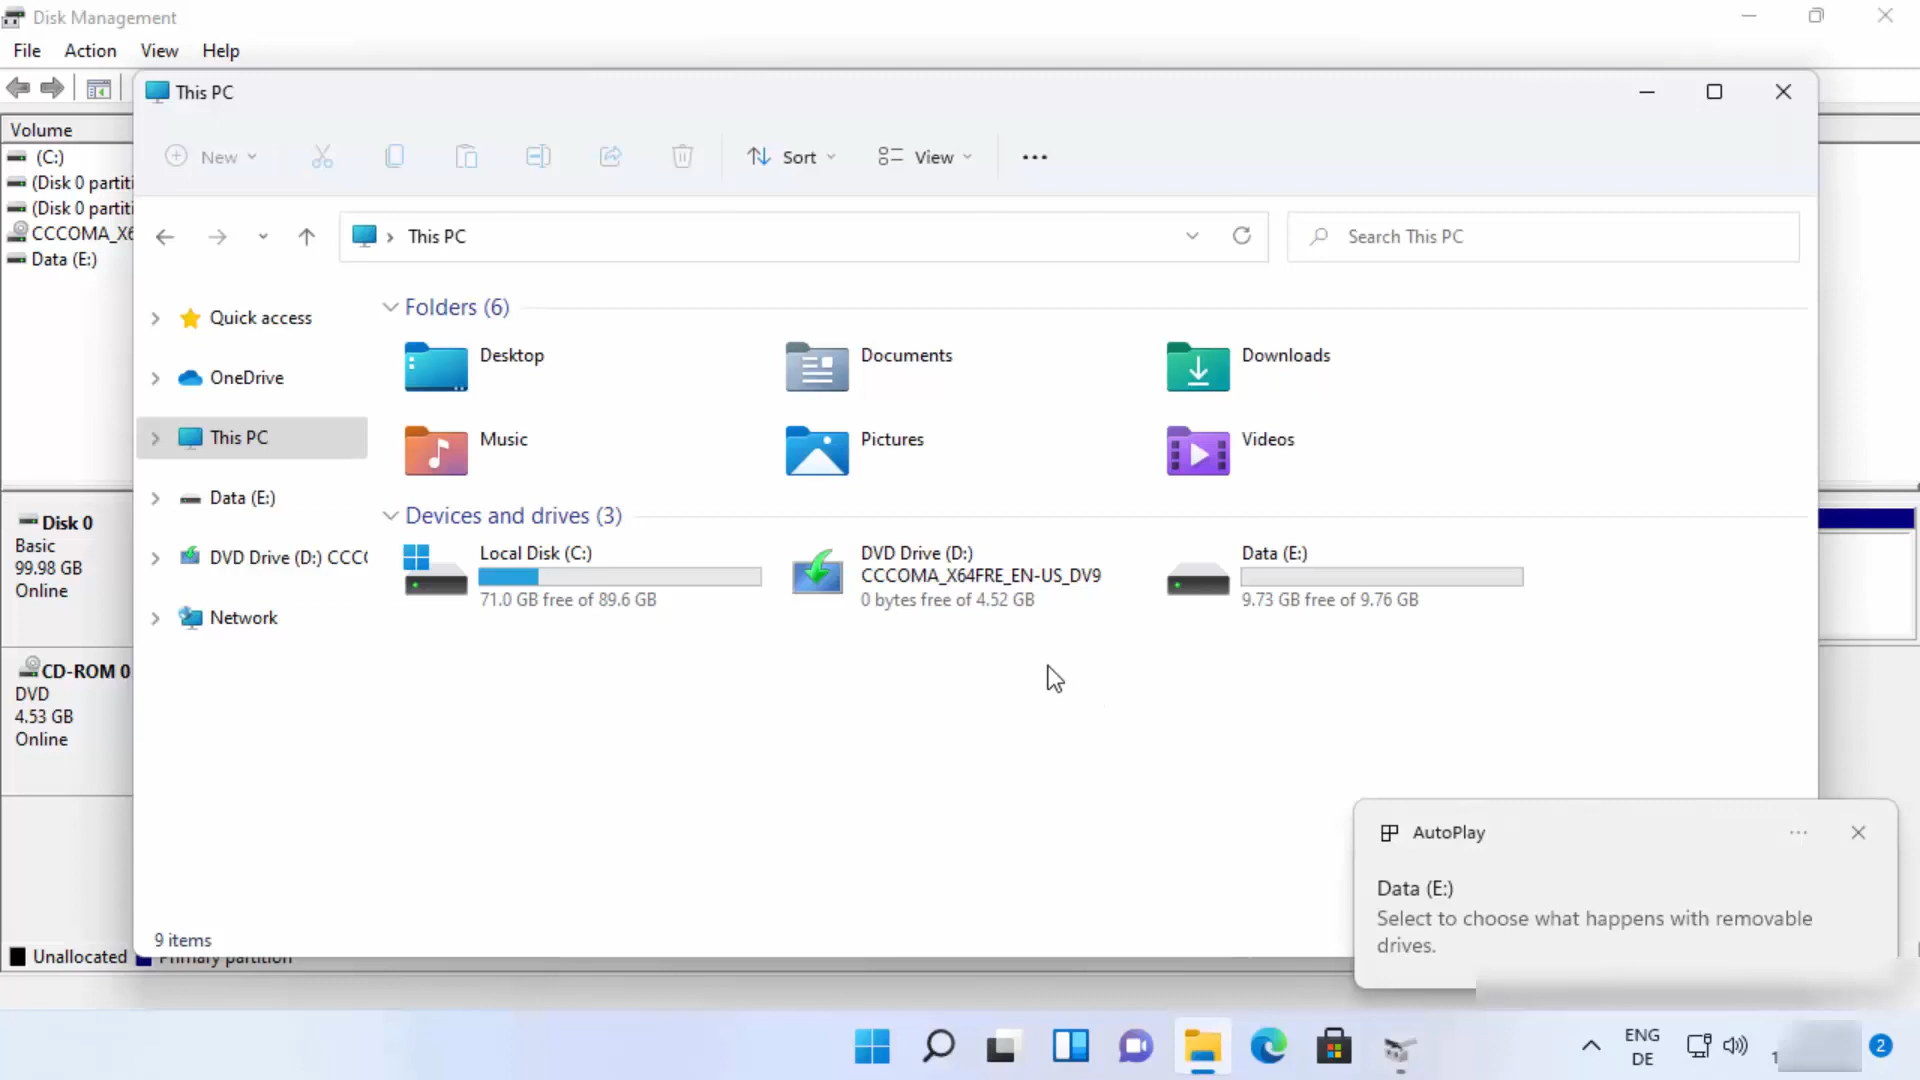 Disk Management
File Action View Help
This PC
New
Sort
View
Volume
(C:)
(Disk 0 partiti
(Disk 0 partiti
CCCOMA_X6
Data (E:)
This PC
Search This PC
Quick access
OneDrive
This PC
Data (E:)
DVD Drive (D:) CCC
Network
Folders (6)
Desktop
Documents
Downloads
Music
Pictures
Videos
Devices and drives (3)
Local Disk (C:)
71.0 GB free of 89.6 GB
DVD Drive (D:)
CCCOMA_X64FRE_EN-US_DV9
0 bytes free of 4.52 GB
Data (E:)
9.73 GB free of 9.76 GB
Disk 0
Basic
99.98 GB
Online
CD-ROM 0
DVD
4.53 GB
Online
9 items
Unallocated Primary partition
AutoPlay
Data (E:)
Select to choose what happens with removable
drives.
ENG
DE
2